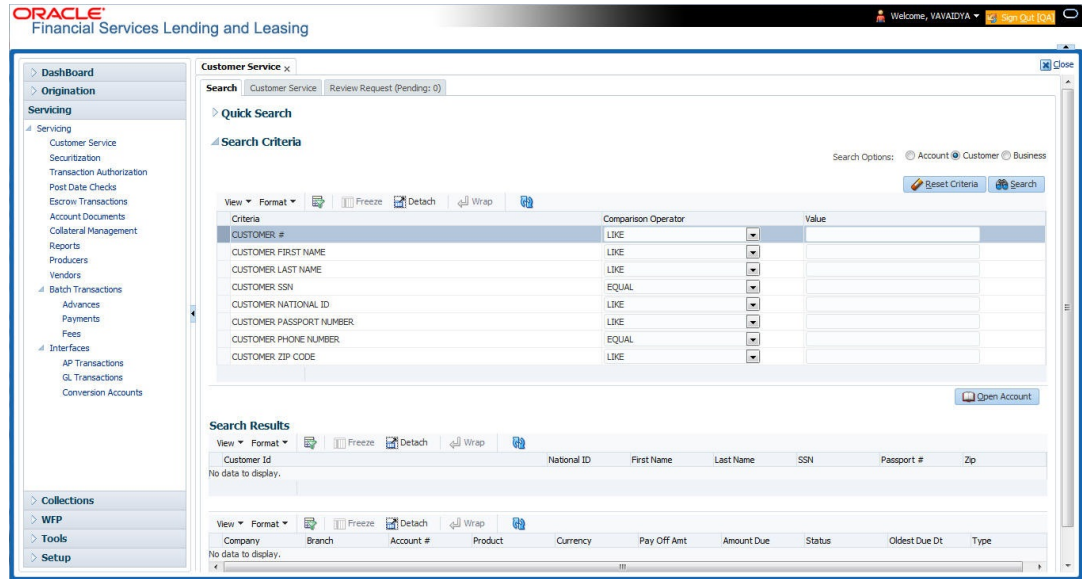 ORACLE'
Financial Services Lending and Leasing
Welcome, VAVAIDYA
Sign Out [QA]
Close
DashBoard
Origination
Servicing
Servicing
Customer Service
Securitization
Transaction Authorization
Post Date Checks
Escrow Transactions
Account Documents
Collateral Management
Reports
Producers
Vendors
Batch Transactions
Advances
Payments
Fees
Interfaces
AP Transactions
GL Transactions
Conversion Accounts
Collections
WFP
Tools
Setup
Customer Service x
Search Customer Service Review Request (Pending: 0)
Quick Search
Search Criteria
Search Options: Account Customer Business
Reset Criteria Search
View Format Freeze Detach Wrap
Criteria Comparison Operator Value
CUSTOMER # LIKE
CUSTOMER FIRST NAME LIKE
CUSTOMER LAST NAME LIKE
CUSTOMER SSN EQUAL
CUSTOMER NATIONAL ID LIKE
CUSTOMER PASSPORT NUMBER LIKE
CUSTOMER PHONE NUMBER EQUAL
CUSTOMER ZIP CODE LIKE
Open Account
Search Results
View Format Freeze Detach Wrap
Customer Id National ID First Name Last Name SSN Passport # Zip
No data to display.
View Format Freeze Detach Wrap
Company Branch Account # Product Currency Pay Off Amt Amount Due Status Oldest Due Dt Type
No data to display.